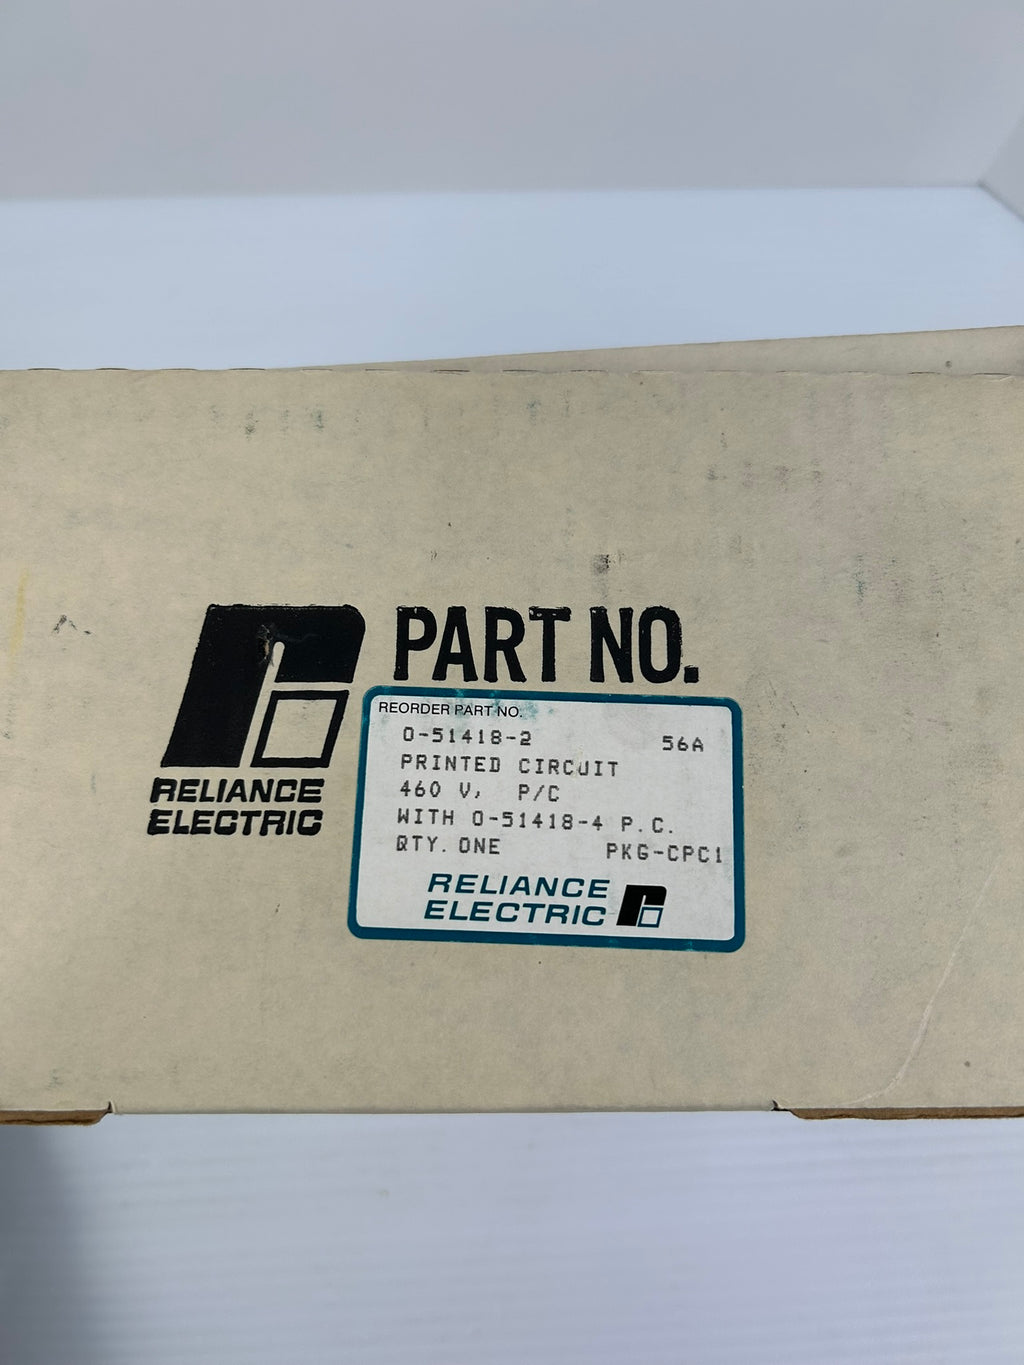 PART NO.
RELIANCE
ELECTRIC
REORDER PART NO.
0-51418-2 56A
PRINTED CIRCUIT
460 V, P/C
WITH 0-51418-4 P.C.
QTY. ONE PKG-CPC1
RELIANCE
ELECTRIC